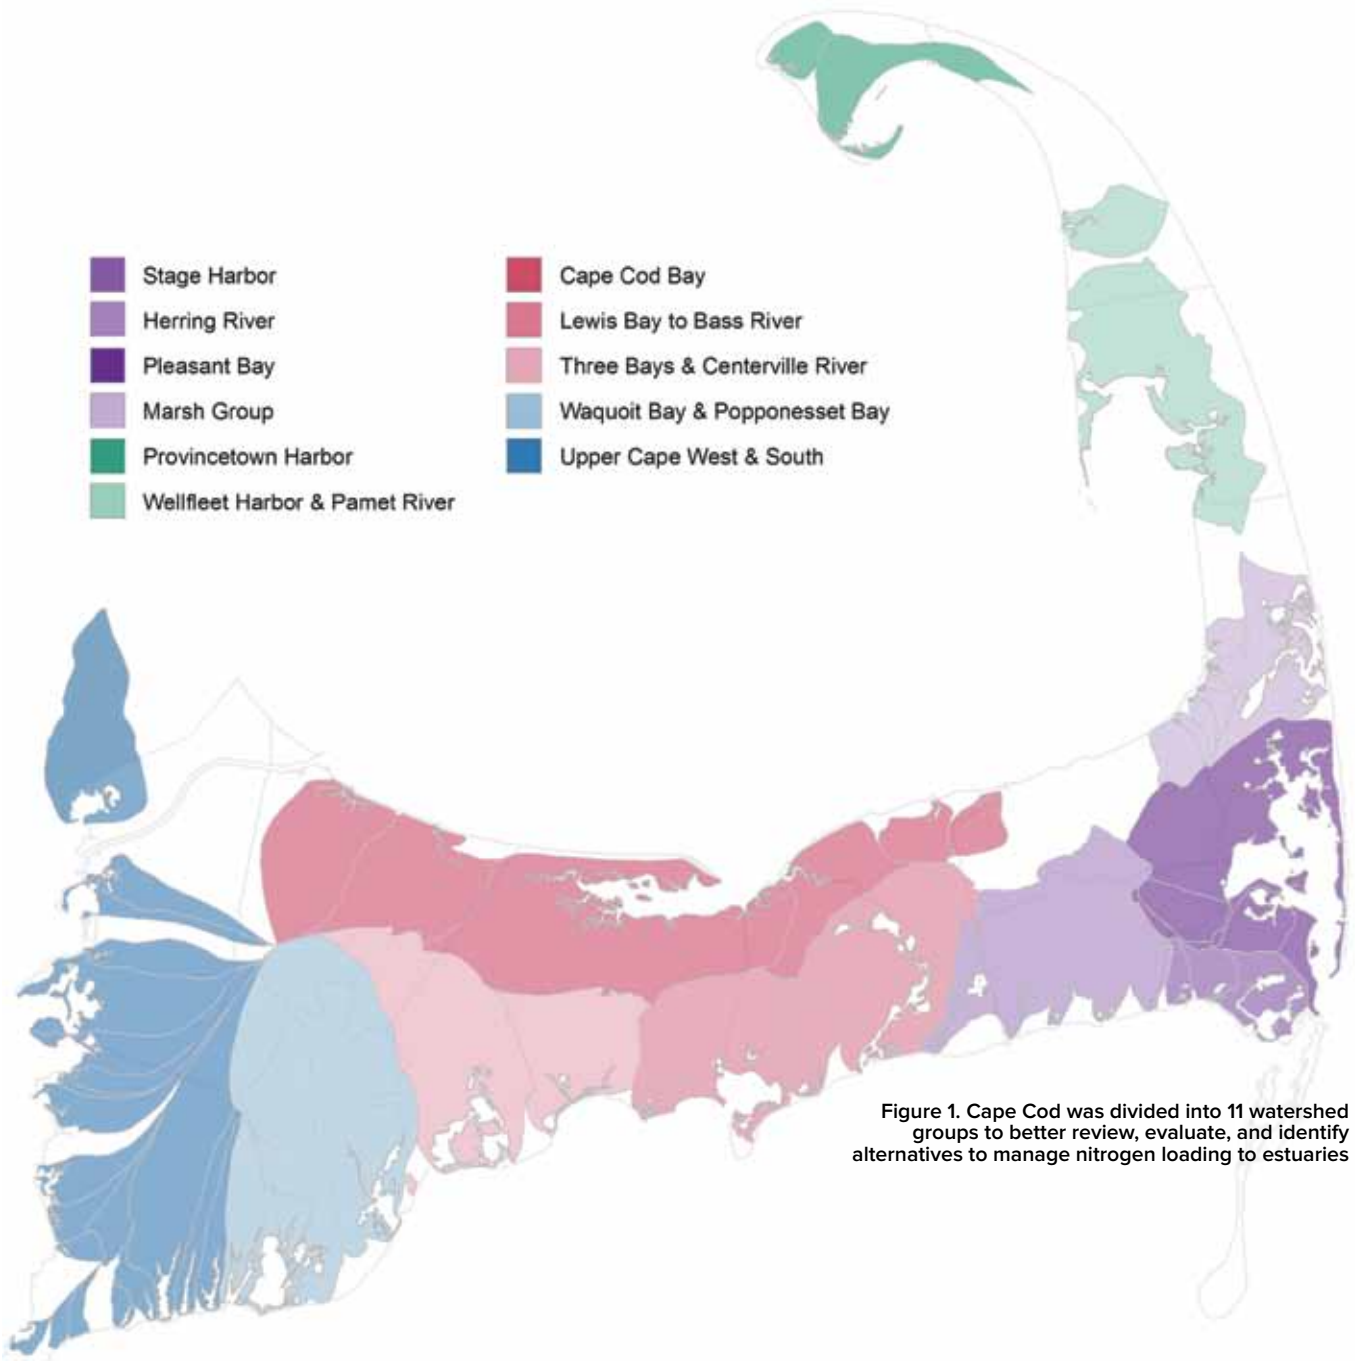 Stage Harbor
Herring River
Pleasant Bay
Marsh Group
Provincetown Harbor
Wellfleet Harbor & Pamet River
Cape Cod Bay
Lewis Bay to Bass River
Three Bays & Centerville River
Waquoit Bay & Popponesset Bay
Upper Cape West & South
Figure 1. Cape Cod was divided into 11 watershed
groups to better review, evaluate, and identify
alternatives to manage nitrogen loading to estuaries